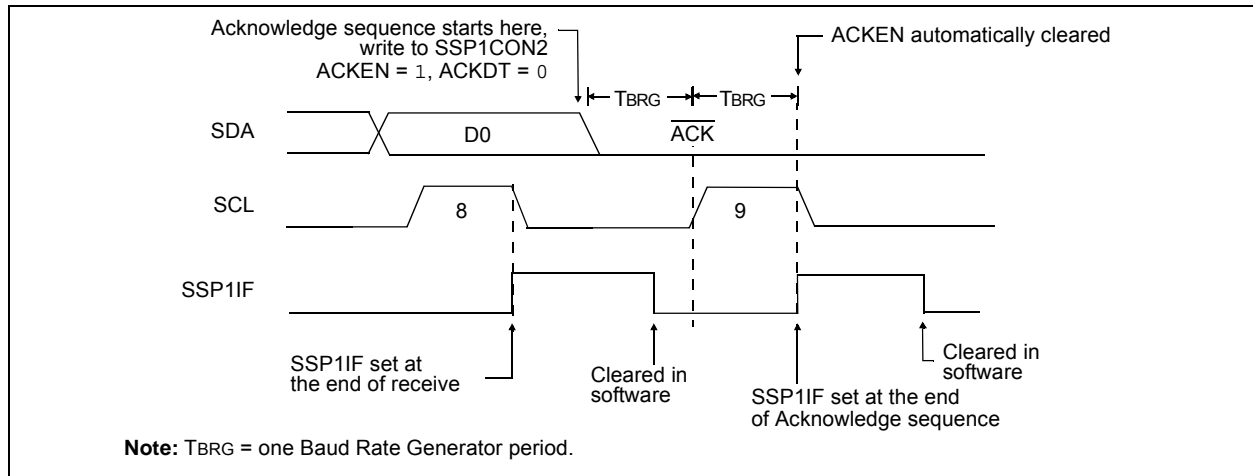 Acknowledge sequence starts here,
write to SSP1CON2
ACKEN = 1, ACKDT = 0
ACKEN automatically cleared
TBRG
TBRG
SDA
D0
ACK
SCL
8
9
SSP1IF
SSP1IF set at
the end of receive
Cleared in
software
SSP1IF set at the end
of Acknowledge sequence
Cleared in
software
Note: TBRG = one Baud Rate Generator period.